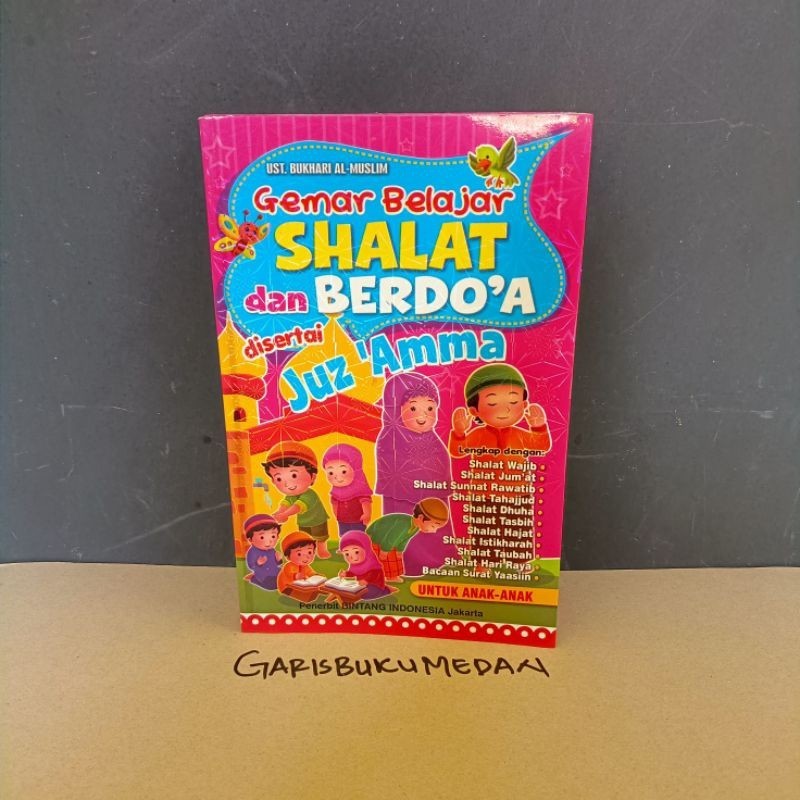 UST. BUKHARI AL-MUSLIM
Gemar Belajar
SHALAT
dan BERDO'A
disertai
Juz 'Amma
Lengkap dengan:
Shalat Wajib •
Shalat Jum'at •
Shalat Sunnat Rawatib •
Shalat Tahajjud •
Shalat Dhuha •
Shalat Tasbih •
Shalat Hajat •
Shalat Istikharah •
Shalat Taubah •
Shalat Hari Raya •
Bacaan Surat Yaasiin •
UNTUK ANAK-ANAK
Penerbit BINTANG INDONESIA Jakarta
GARISBUKUMEDAN